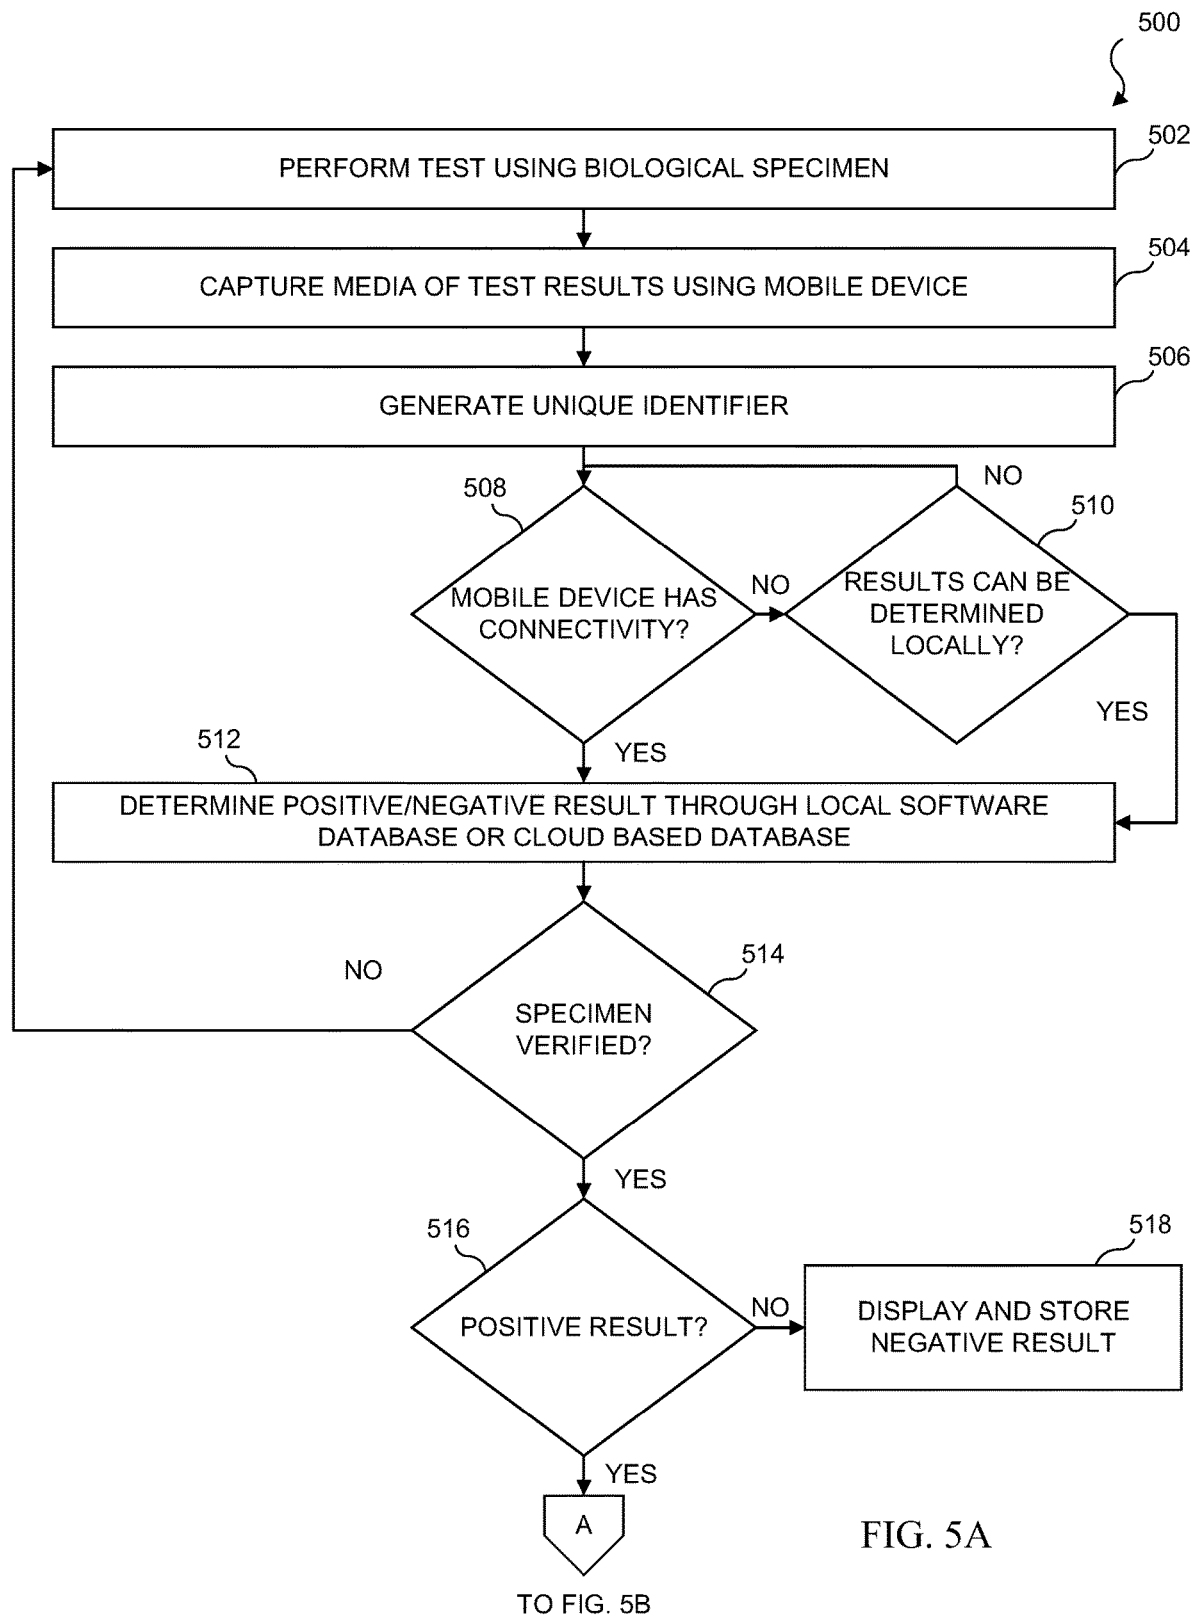 500
502
PERFORM TEST USING BIOLOGICAL SPECIMEN
504
CAPTURE MEDIA OF TEST RESULTS USING MOBILE DEVICE
506
GENERATE UNIQUE IDENTIFIER
508
NO
510
MOBILE DEVICE HAS
CONNECTIVITY?
NO
RESULTS CAN BE
DETERMINED
LOCALLY?
YES
YES
512
DETERMINE POSITIVE/NEGATIVE RESULT THROUGH LOCAL SOFTWARE
DATABASE OR CLOUD BASED DATABASE
NO
514
SPECIMEN
VERIFIED?
YES
516
518
POSITIVE RESULT?
NO
DISPLAY AND STORE
NEGATIVE RESULT
YES
A
FIG. 5A
TO FIG. 5B